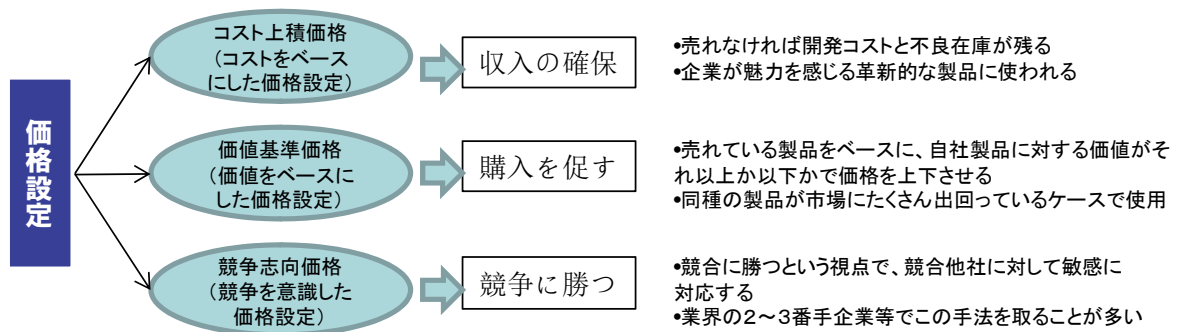 価格設定
コスト上積価格
(コストをベース
にした価格設定)
収入の確保
•売れなければ開発コストと不良在庫が残る
•企業が魅力を感じる革新的な製品に使われる
価値基準価格
(価値をベースに
した価格設定)
購入を促す
•売れている製品をベースに、自社製品に対する価値がそ
れ以上か以下かで価格を上下させる
•同種の製品が市場にたくさん出回っているケースで使用
競争志向価格
(競争を意識した
価格設定)
競争に勝つ
•競合に勝つという視点で、競合他社に対して敏感に
対応する
•業界の2～3番手企業等でこの手法を取ることが多い